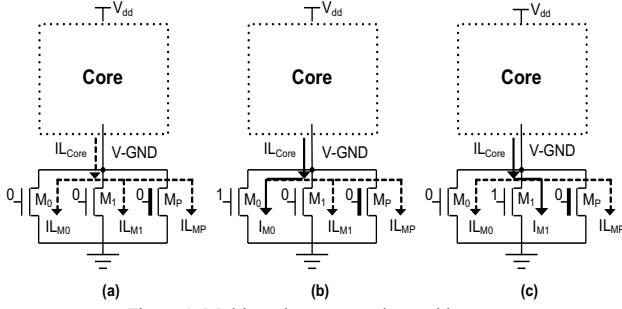 Vdd Vdd Vdd
Core Core Core
ILCore V-GND ILCore V-GND ILCore V-GND
0 M0 0 M1 0 MP 1 M0 0 M1 0 MP 0 M0 1 M1 0 MP
ILM0 ILM1 ILMP IM0 ILM1 ILMP ILM0 IM1 ILMP
(a) (b) (c)